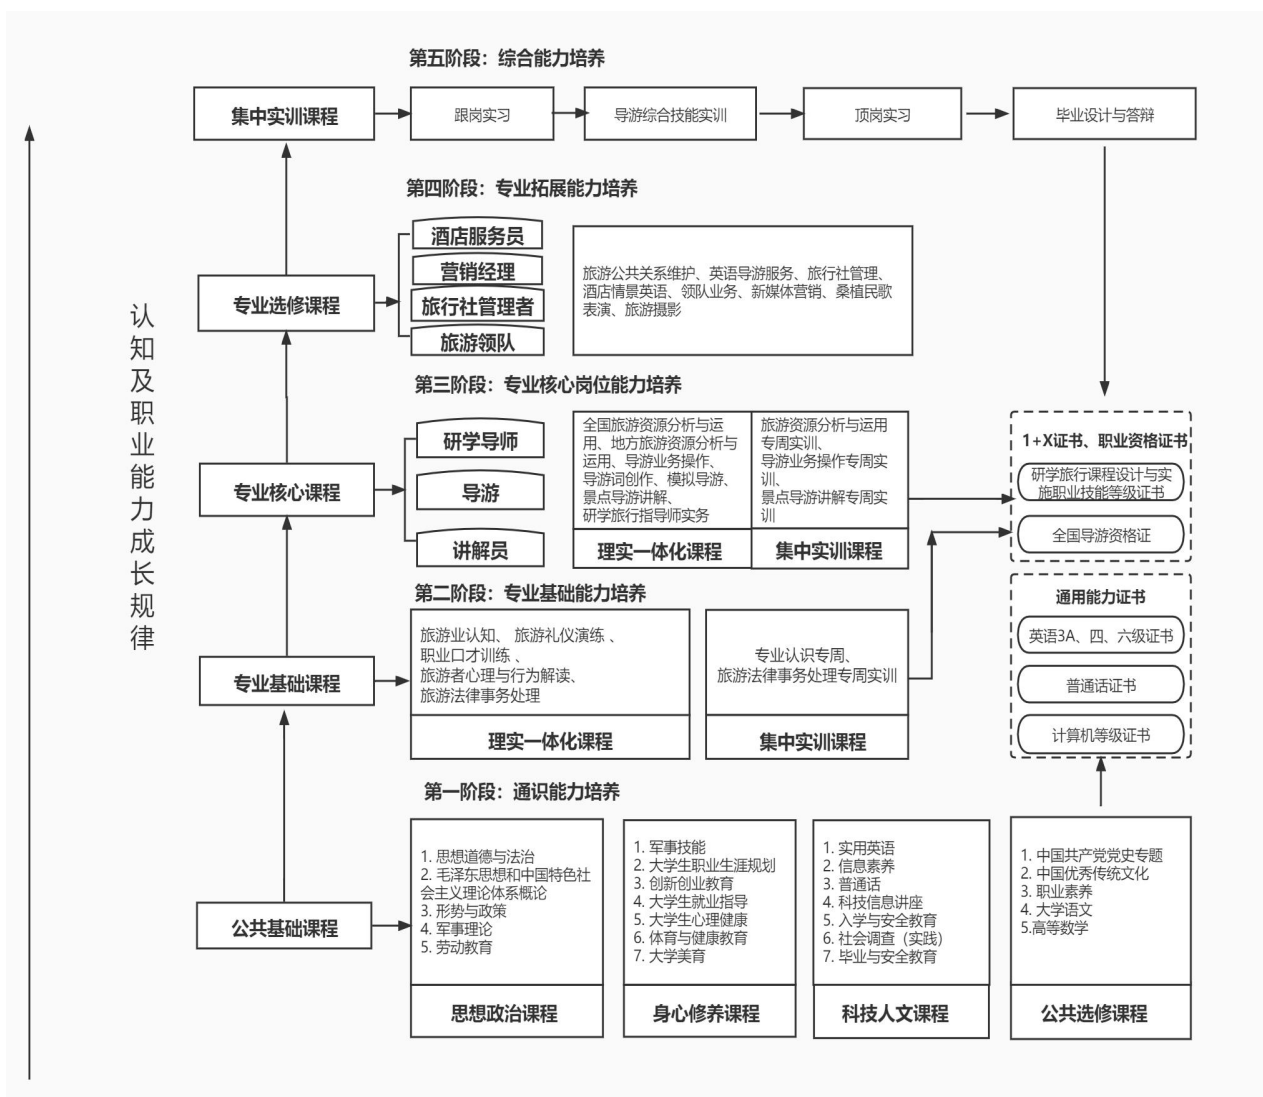 第五阶段：综合能力培养
集中实训课程
跟岗实习
导游综合技能实训
顶岗实习
毕业设计与答辩
第四阶段：专业拓展能力培养
专业选修课程
酒店服务员
营销经理
旅行社管理者
旅游领队
旅游公共关系维护、英语导游服务、旅行社管理、
酒店情景英语、领队业务、新媒体营销、桑植民歌
表演、旅游摄影
认知及职业能力成长规律
第三阶段：专业核心岗位能力培养
专业核心课程
研学导师
导游
讲解员
全国旅游资源分析与运
用、地方旅游资源分析与
运用、导游业务操作、
导游词创作、模拟导游、
景点导游讲解、
研学旅行指导师实务
理实一体化课程
旅游资源分析与运用
专周实训、
导游业务操作专周实
训、
景点导游讲解专周实
训
集中实训课程
1+X证书、职业资格证书
研学旅行课程设计与实
施职业技能等级证书
全国导游资格证
第二阶段：专业基础能力培养
专业基础课程
旅游业认知、 旅游礼仪演练 、
职业口才训练 、
旅游者心理与行为解读、
旅游法律事务处理
理实一体化课程
专业认识专周、
旅游法律事务处理专周实训
集中实训课程
通用能力证书
英语3A、四、六级证书
普通话证书
计算机等级证书
第一阶段：通识能力培养
公共基础课程
1. 思想道德与法治
2. 毛泽东思想和中国特色社
会主义理论体系概论
3. 形势与政策
4. 军事理论
5. 劳动教育
思想政治课程
1. 军事技能
2. 大学生职业生涯规划
3. 创新创业教育
4. 大学生就业指导
5. 大学生心理健康
6. 体育与健康教育
7. 大学美育
身心修养课程
1. 实用英语
2. 信息素养
3. 普通话
4. 科技信息讲座
5. 入学与安全教育
6. 社会调查（实践）
7. 毕业与安全教育
科技人文课程
1. 中国共产党党史专题
2. 中国优秀传统文化
3. 职业素养
4. 大学语文
5.高等数学
公共选修课程